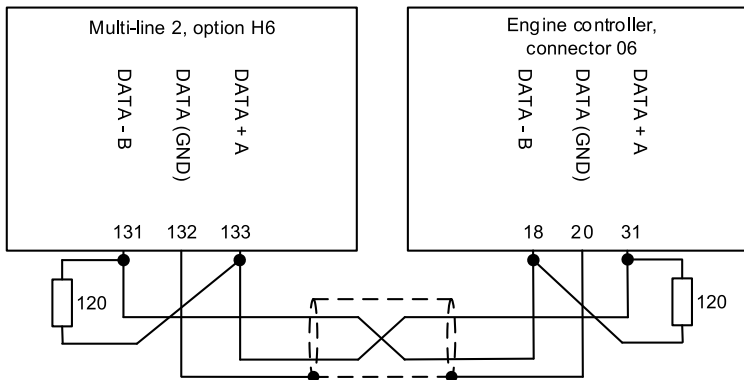 Multi-line 2, option H6
DATA - B
DATA (GND)
DATA + A
131 132 133
120
Engine controller,
connector 06
DATA - B
DATA (GND)
DATA + A
18 20 31
120